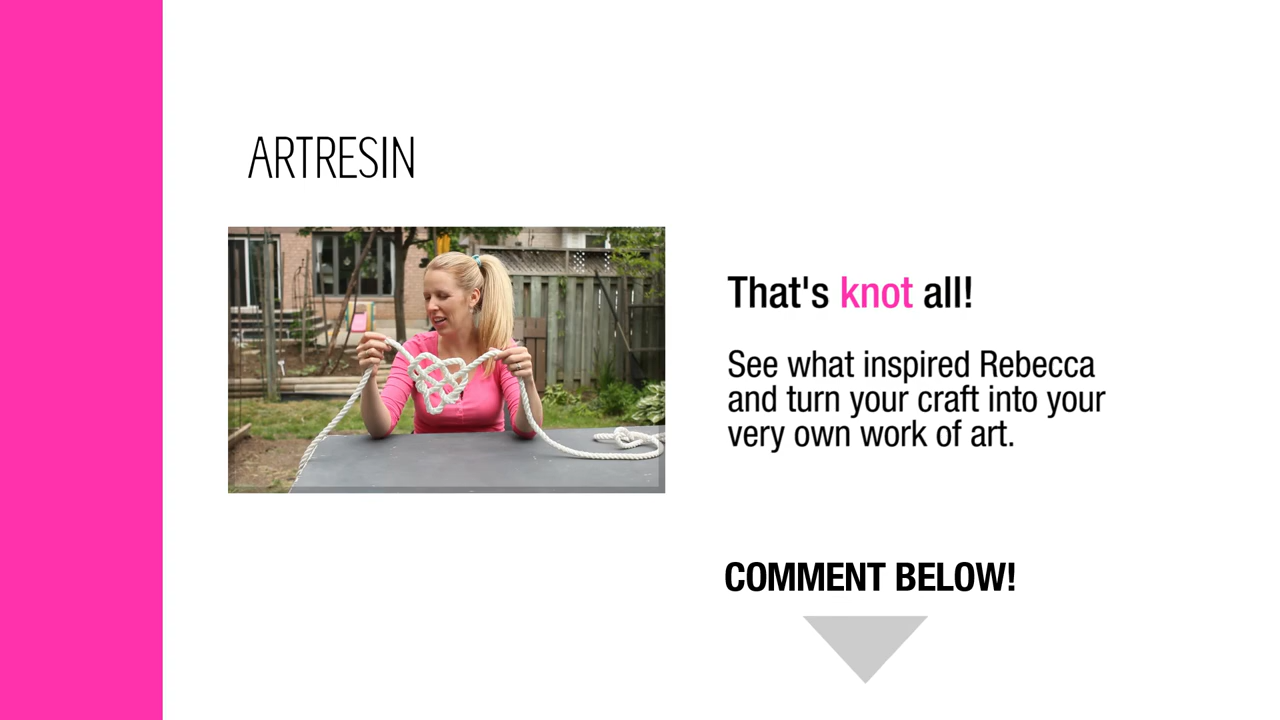 ARTRESIN
That's knot all!
See what inspired Rebecca
and turn your craft into your
very own work of art.
COMMENT BELOW!